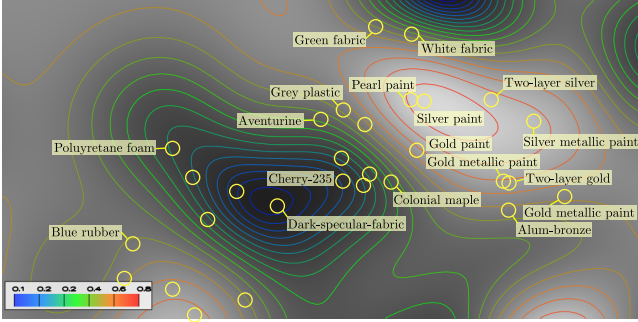 Green fabric
White fabric
Pearl paint
Two-layer silver
Grey plastic
Aventurine
Silver paint
Silver metallic paint
Poluyretane foam
Gold paint
Gold metallic paint
Cherry-235
Two-layer gold
Colonial maple
Gold metallic paint
Dark-specular-fabric
Alum-bronze
Blue rubber
0.1 0.2 0.2 0.4 0.6 0.8